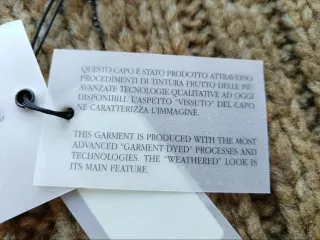 QUESTO CAPO È STATO PRODOTTO ATTRAVERSO
PROCEDIMENTI DI TINTURA FRUTTO DELLE PIÙ
AVANZATE TECNOLOGIE QUALITATIVE AD OGGI
DISPONIBILI. L'ASPETTO "VISSUTO" DEL CAPO
NE CARATTERIZZA L'IMMAGINE.
THIS GARMENT IS PRODUCED WITH THE MOST
ADVANCED "GARMENT DYED" PROCESSES AND
TECHNOLOGIES. THE "WEATHERED" LOOK IS
ITS MAIN FEATURE.